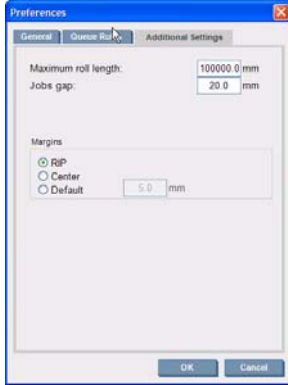 Preferences
General Queue Additional Settings
Maximum roll length: 100000.0 mm
Jobs gap: 20.0 mm
Margins
RIP
Center
Default 5.0 mm
OK Cancel